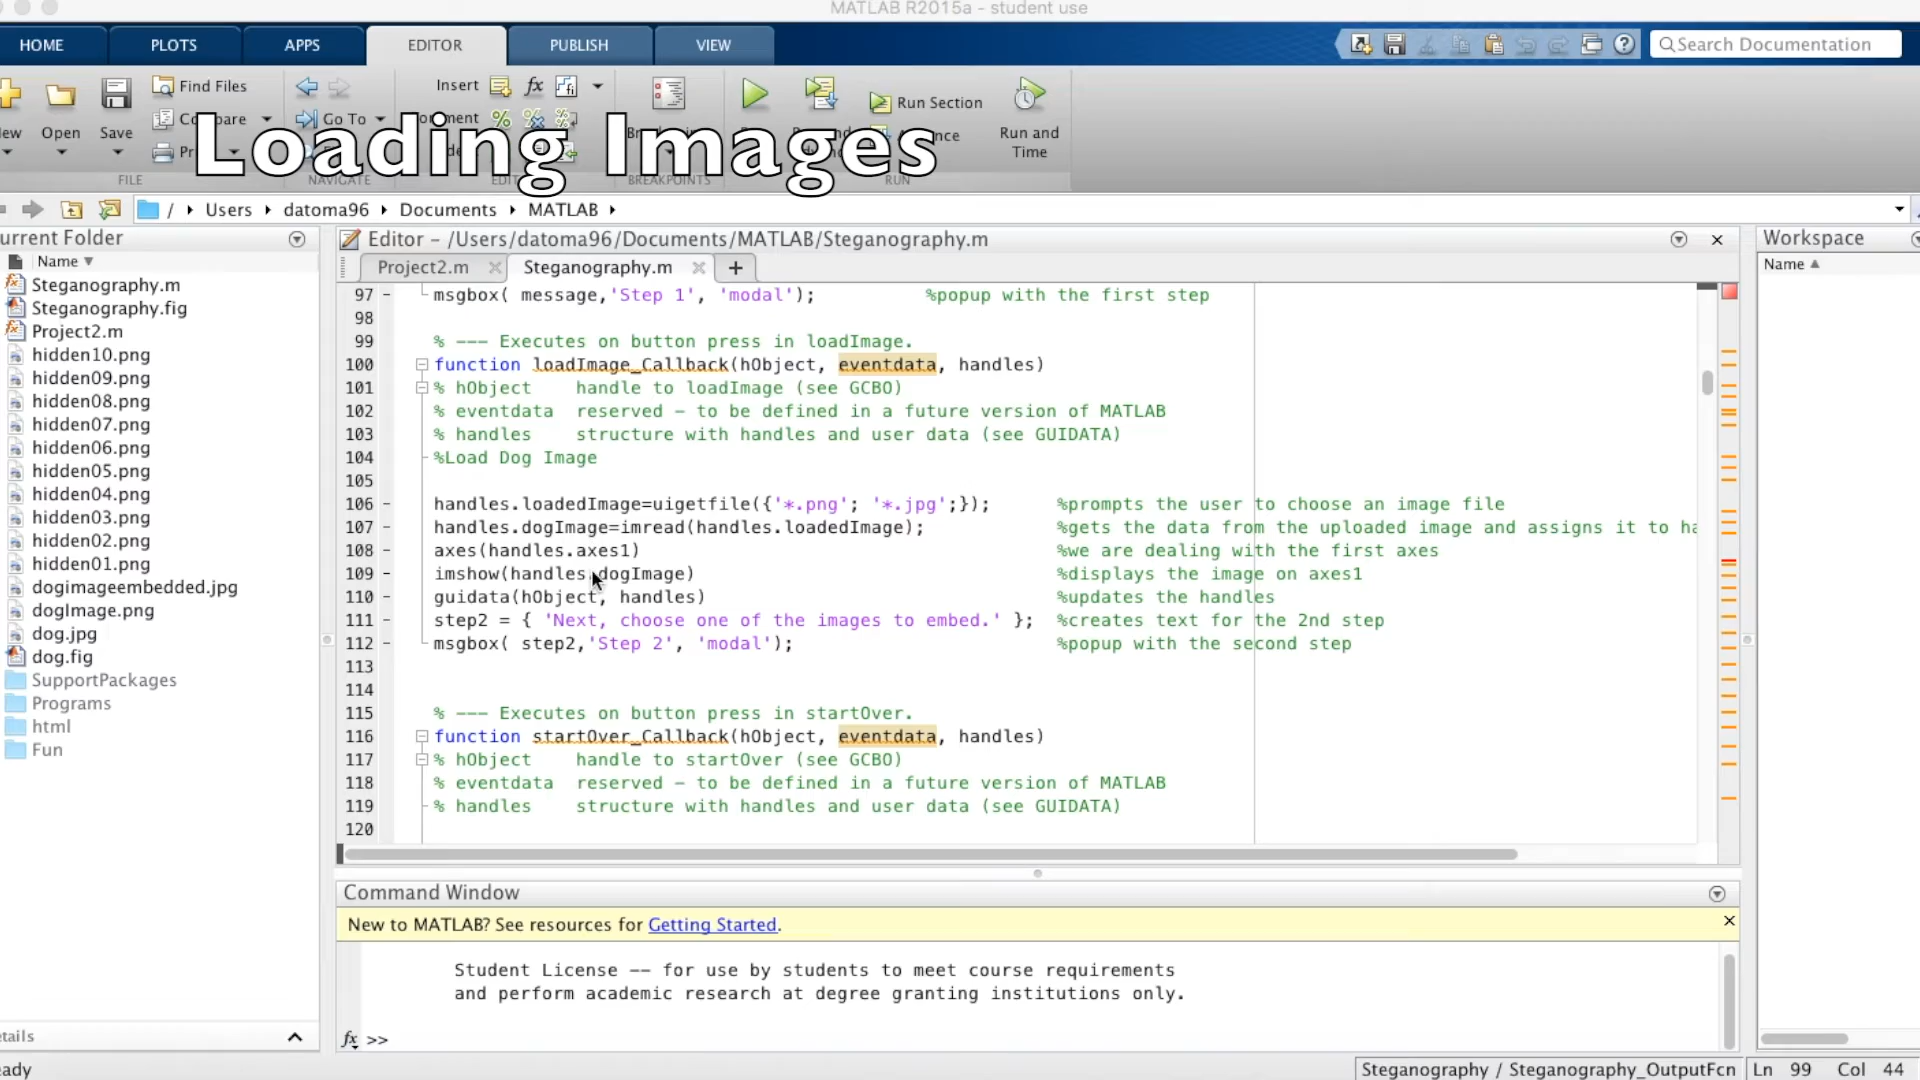 MATLAB R2015a - student use
HOME PLOTS APPS EDITOR PUBLISH VIEW
Search Documentation
Find Files
Insert fx
Run Section
Open Save
Compare
Go To
Run and Time
Loading Images
FILE NAVIGATE BREAKPOINTS RUN
/ Users datoma96 Documents MATLAB
Editor - /Users/datoma96/Documents/MATLAB/Steganography.m
Workspace
Name
Project2.m Steganography.m +
Name
Steganography.m
Steganography.fig
Project2.m
hidden10.png
hidden09.png
hidden08.png
hidden07.png
hidden06.png
hidden05.png
hidden04.png
hidden03.png
hidden02.png
hidden01.png
dogimageembedded.jpg
dogImage.png
dog.jpg
dog.fig
SupportPackages
Programs
html
Fun
97 - msgbox( message,'Step 1', 'modal'); %popup with the first step
98
99 % --- Executes on button press in loadImage.
100 function loadImage_Callback(hObject, eventdata, handles)
101 % hObject handle to loadImage (see GCBO)
102 % eventdata reserved - to be defined in a future version of MATLAB
103 % handles structure with handles and user data (see GUIDATA)
104 %Load Dog Image
105
106 - handles.loadedImage=uigetfile({'*.png'; '*.jpg';}); %prompts the user to choose an image file
107 - handles.dogImage=imread(handles.loadedImage); %gets the data from the uploaded image and assigns it to ha
108 - axes(handles.axes1) %we are dealing with the first axes
109 - imshow(handles.dogImage) %displays the image on axes1
110 - guidata(hObject, handles) %updates the handles
111 - step2 = { 'Next, choose one of the images to embed.' }; %creates text for the 2nd step
112 - msgbox( step2,'Step 2', 'modal'); %popup with the second step
113
114
115 % --- Executes on button press in startOver.
116 function startOver_Callback(hObject, eventdata, handles)
117 % hObject handle to startOver (see GCBO)
118 % eventdata reserved - to be defined in a future version of MATLAB
119 % handles structure with handles and user data (see GUIDATA)
120
Command Window
New to MATLAB? See resources for Getting Started.
Student License -- for use by students to meet course requirements
and perform academic research at degree granting institutions only.
fx >>
Steganography / Steganography_OutputFcn Ln 99 Col 44